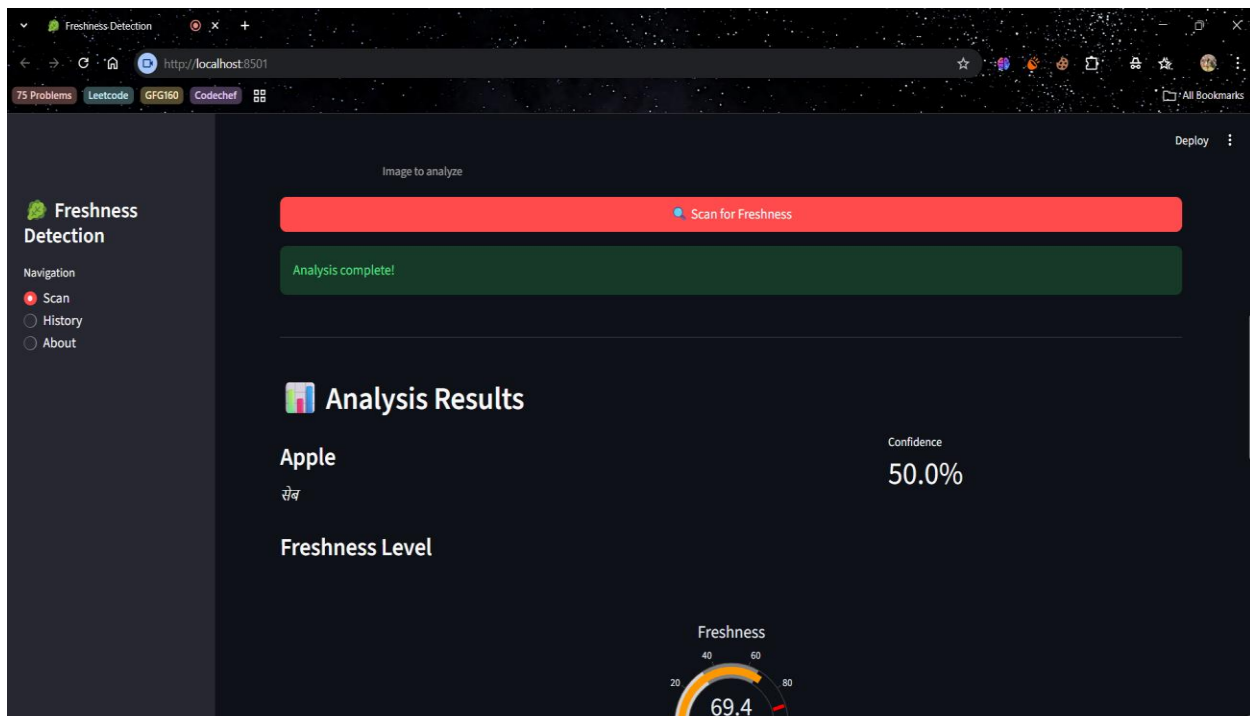 Freshness Detection
http://localhost:8501
75 Problems Leetcode GFG160 Codechef All Bookmarks
Deploy
Image to analyze
Freshness
Detection
Scan for Freshness
Navigation
Analysis complete!
Scan
History
About
Analysis Results
Confidence
Apple
50.0%
सेब
Freshness Level
Freshness
40 60
20 80
69.4